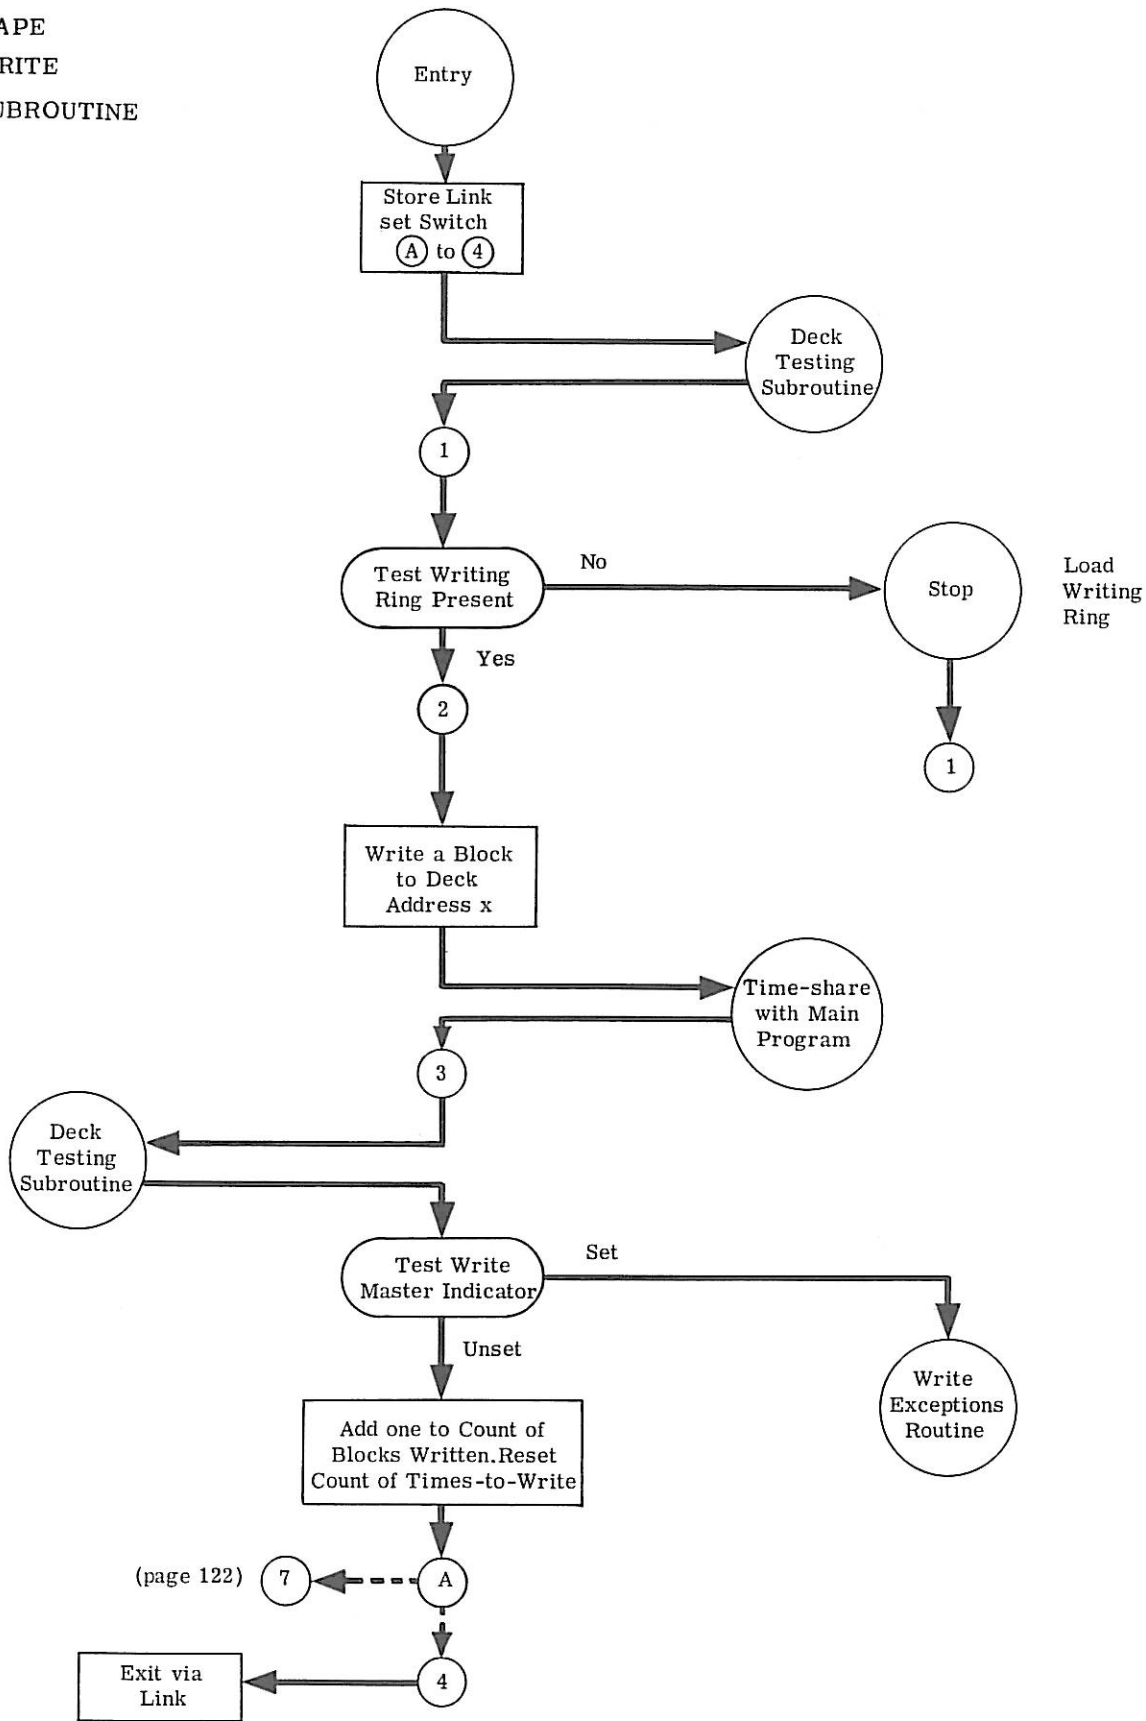 APE
RITE
UBROUTINE
Entry
Store Link
set Switch
A to 4
Deck
Testing
Subroutine
1
Test Writing
Ring Present
No
Stop
Load
Writing
Ring
Yes
2
1
Write a Block
to Deck
Address x
Time-share
with Main
Program
3
Deck
Testing
Subroutine
Test Write
Master Indicator
Set
Unset
Write
Exceptions
Routine
Add one to Count of
Blocks Written.Reset
Count of Times-to-Write
(page 122)
7
A
Exit via
Link
4